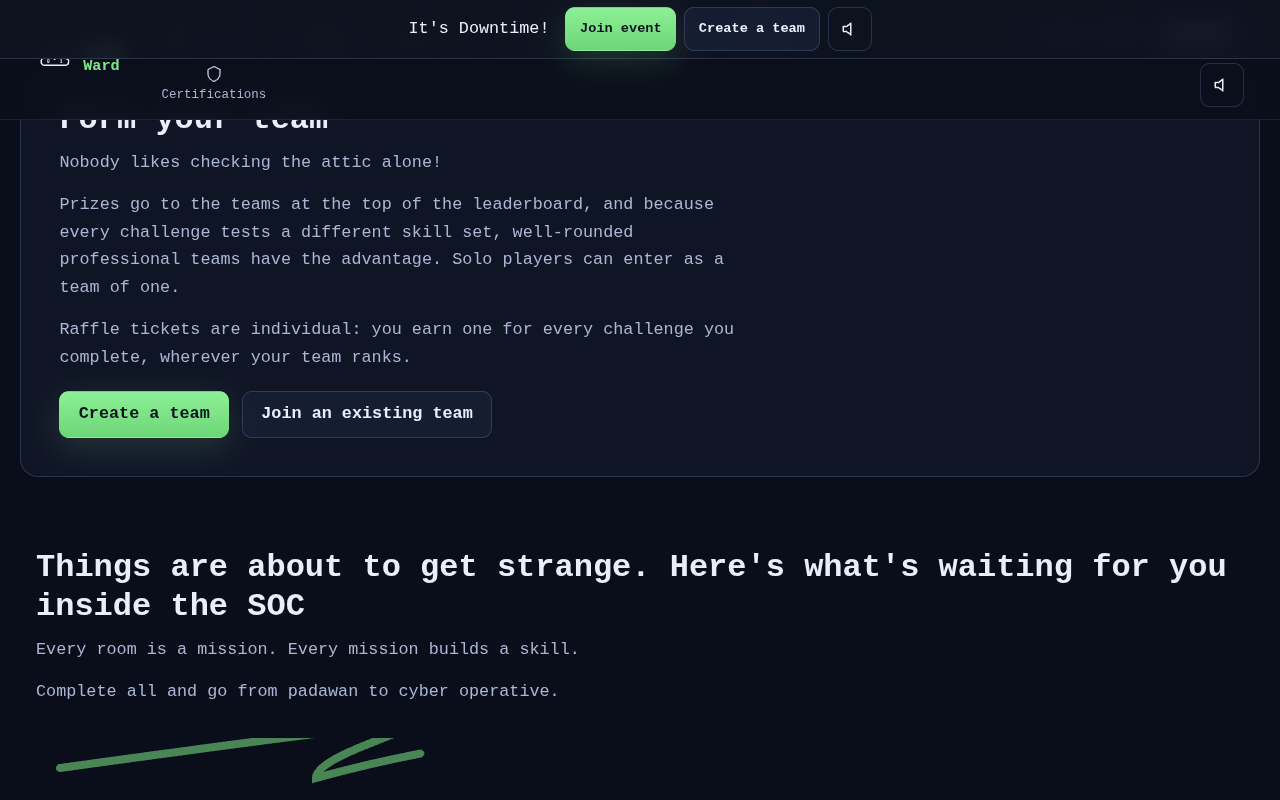 It's Downtime!
Join event
Create a team
Ward
Certifications
Form your team
Nobody likes checking the attic alone!
Prizes go to the teams at the top of the leaderboard, and because
every challenge tests a different skill set, well-rounded
professional teams have the advantage. Solo players can enter as a
team of one.
Raffle tickets are individual: you earn one for every challenge you
complete, wherever your team ranks.
Create a team
Join an existing team
Things are about to get strange. Here's what's waiting for you
inside the SOC
Every room is a mission. Every mission builds a skill.
Complete all and go from padawan to cyber operative.